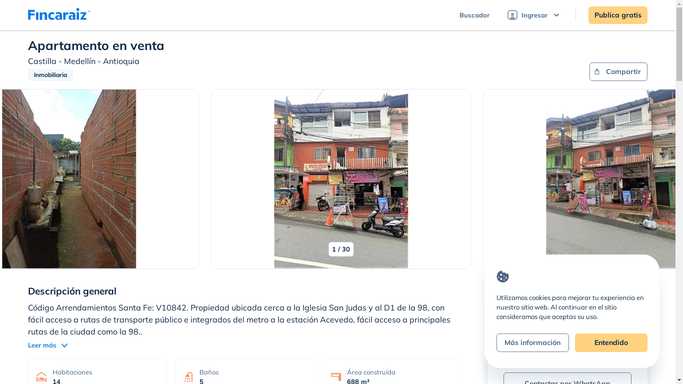 Fincaraiz
Buscador
Ingresar
Publica gratis
Apartamento en venta
Castilla - Medellín - Antioquia
Inmobiliaria
Compartir
1 / 30
Descripción general
Código Arrendamientos Santa Fe: V10842. Propiedad ubicada cerca a la Iglesia San Judas y al D1 de la 98, con
fácil acceso a rutas de transporte público e integrados del metro a la estación Acevedo, fácil acceso a principales
rutas de la ciudad como la 98..
Leer más
Habitaciones
14
Baños
5
Área construida
688 m²
Utilizamos cookies para mejorar tu experiencia en
nuestro sitio web. Al continuar en el sitio
consideramos que aceptas su uso.
Más información
Entendido
Contactar por WhatsApp